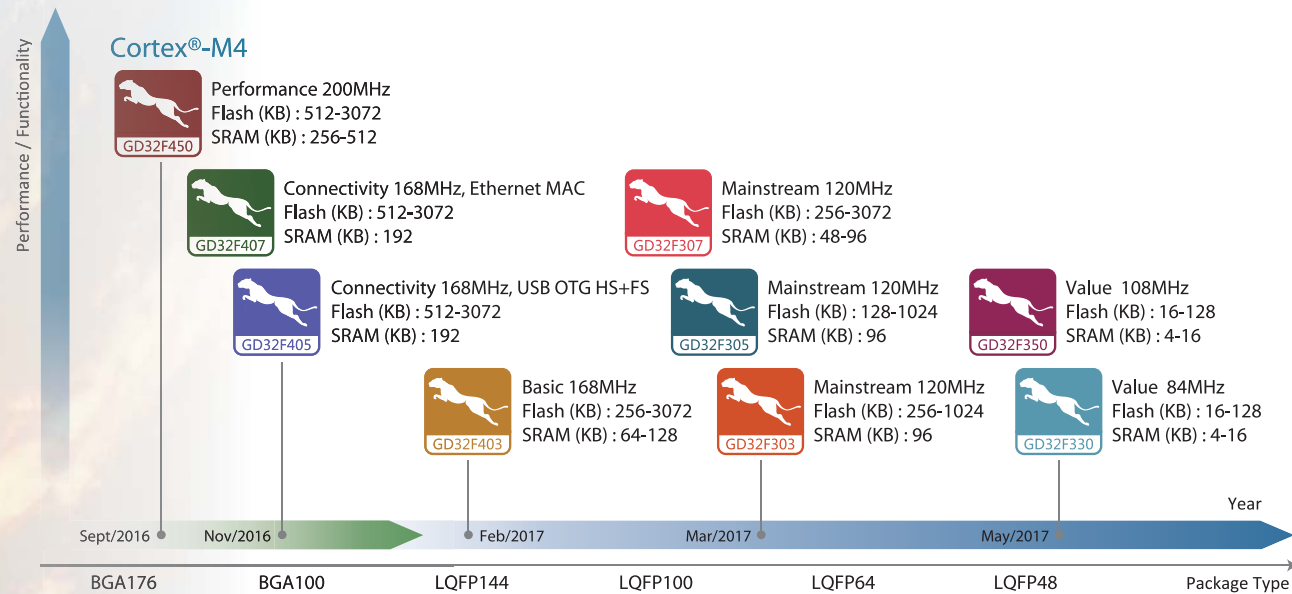 Performance / Functionality
Cortex®-M4
GD32F450
Performance 200MHz
Flash (KB) : 512-3072
SRAM (KB) : 256-512
GD32F407
Connectivity 168MHz, Ethernet MAC
Flash (KB) : 512-3072
SRAM (KB) : 192
GD32F307
Mainstream 120MHz
Flash (KB) : 256-3072
SRAM (KB) : 48-96
GD32F405
Connectivity 168MHz, USB OTG HS+FS
Flash (KB) : 512-3072
SRAM (KB) : 192
GD32F305
Mainstream 120MHz
Flash (KB) : 128-1024
SRAM (KB) : 96
GD32F350
Value 108MHz
Flash (KB) : 16-128
SRAM (KB) : 4-16
GD32F403
Basic 168MHz
Flash (KB) : 256-3072
SRAM (KB) : 64-128
GD32F303
Mainstream 120MHz
Flash (KB) : 256-1024
SRAM (KB) : 96
GD32F330
Value 84MHz
Flash (KB) : 16-128
SRAM (KB) : 4-16
Year
Sept/2016
Nov/2016
Feb/2017
Mar/2017
May/2017
BGA176
BGA100
LQFP144
LQFP100
LQFP64
LQFP48
Package Type